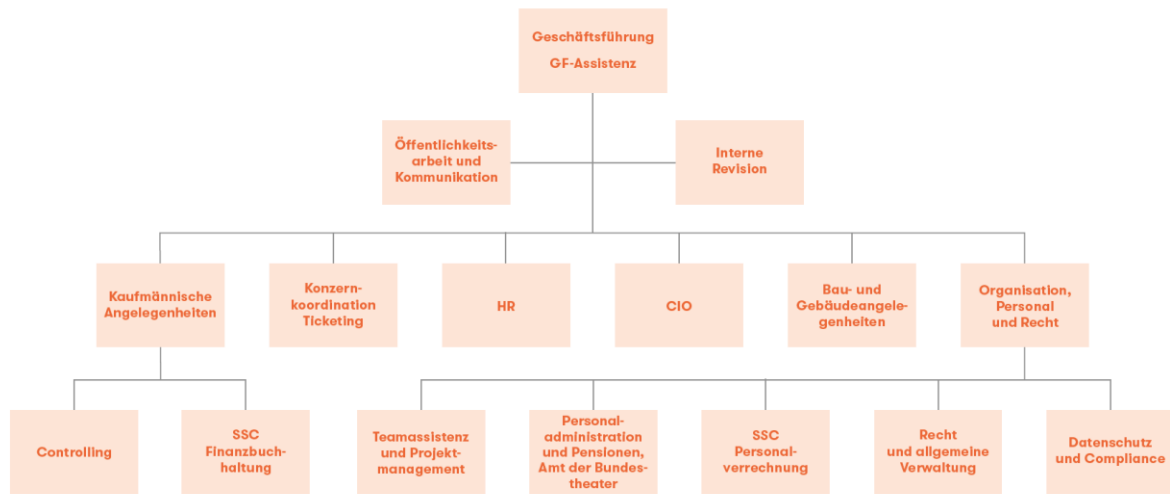 Geschäftsführung
GF-Assistenz
Öffentlichkeits-
arbeit und
Kommunikation
Interne
Revision
Kaufmännische
Angelegenheiten
Konzern-
koordination
Ticketing
HR
CIO
Bau- und
Gebäudeangele-
genheiten
Organisation,
Personal
und Recht
Controlling
SSC
Finanzbuch-
haltung
Teamassistenz
und Projekt-
management
Personal-
administration
und Pensionen,
Amt der Bundes-
theater
SSC
Personal-
verrechnung
Recht
und allgemeine
Verwaltung
Datenschutz
und Compliance